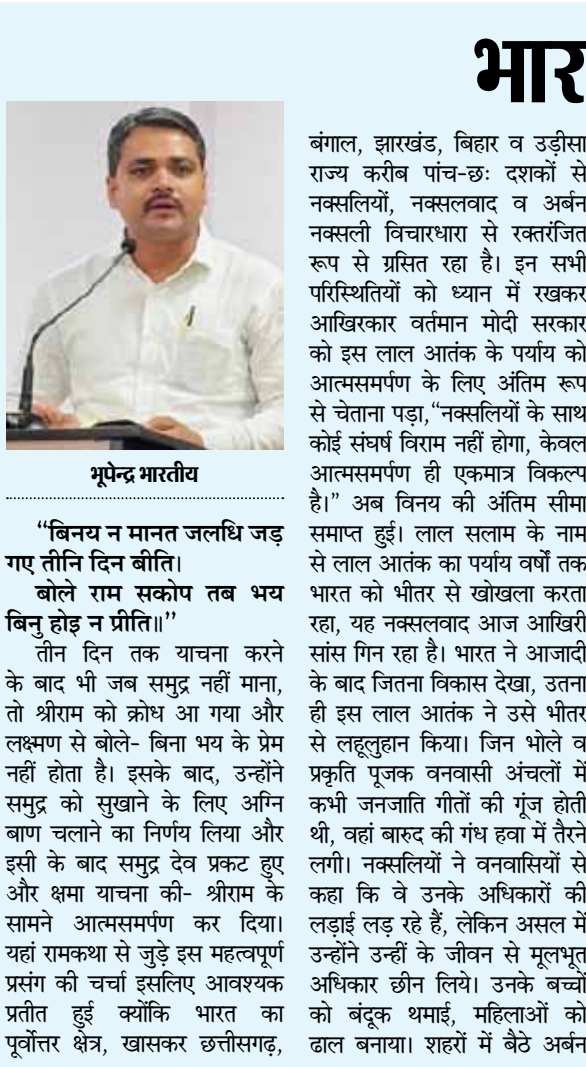 भार
भूपेन्द्र भारतीय
“बिनय न मानत जलधि जड़
गए तीनि दिन बीति।
बोले राम सकोप तब भय
बिनु होइ न प्रीति॥”
तीन दिन तक याचना करने
के बाद भी जब समुद्र नहीं माना,
तो श्रीराम को क्रोध आ गया और
लक्ष्मण से बोले- बिना भय के प्रेम
नहीं होता है। इसके बाद, उन्होंने
समुद्र को सुखाने के लिए अग्नि
बाण चलाने का निर्णय लिया और
इसी के बाद समुद्र देव प्रकट हुए
और क्षमा याचना की- श्रीराम के
सामने आत्मसमर्पण कर दिया।
यहां रामकथा से जुड़े इस महत्वपूर्ण
प्रसंग की चर्चा इसलिए आवश्यक
प्रतीत हुई क्योंकि भारत का
पूर्वोत्तर क्षेत्र, खासकर छत्तीसगढ़,
बंगाल, झारखंड, बिहार व उड़ीसा
राज्य करीब पांच-छः दशकों से
नक्सलियों, नक्सलवाद व अर्बन
नक्सली विचारधारा से रक्तरंजित
रूप से ग्रसित रहा है। इन सभी
परिस्थितियों को ध्यान में रखकर
आखिरकार वर्तमान मोदी सरकार
को इस लाल आतंक के पर्याय को
आत्मसमर्पण के लिए अंतिम रूप
से चेताना पड़ा,“नक्सलियों के साथ
कोई संघर्ष विराम नहीं होगा, केवल
आत्मसमर्पण ही एकमात्र विकल्प
है।” अब विनय की अंतिम सीमा
समाप्त हुई। लाल सलाम के नाम
से लाल आतंक का पर्याय वर्षों तक
भारत को भीतर से खोखला करता
रहा, यह नक्सलवाद आज आखिरी
सांस गिन रहा है। भारत ने आजादी
के बाद जितना विकास देखा, उतना
ही इस लाल आतंक ने उसे भीतर
से लहूलुहान किया। जिन भोले व
प्रकृति पूजक वनवासी अंचलों में
कभी जनजाति गीतों की गूंज होती
थी, वहां बारुद की गंध हवा में तैरने
लगी। नक्सलियों ने वनवासियों से
कहा कि वे उनके अधिकारों की
लड़ाई लड़ रहे हैं, लेकिन असल में
उन्होंने उन्हीं के जीवन से मूलभूत
अधिकार छीन लिये। उनके बच्चों
को बंदूक थमाई, महिलाओं को
ढाल बनाया। शहरों में बैठे अर्बन